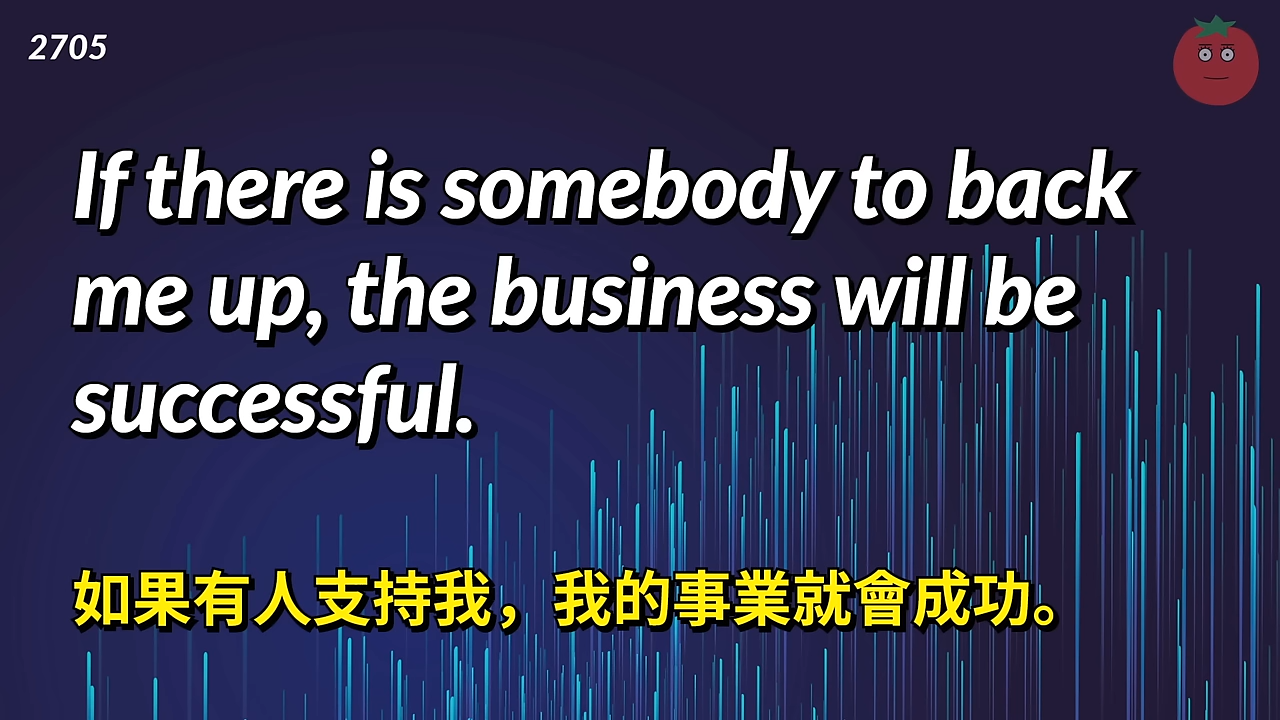 2705
If there is somebody to back
me up, the business will be
successful.
如果有人支持我，我的事業就會成功。